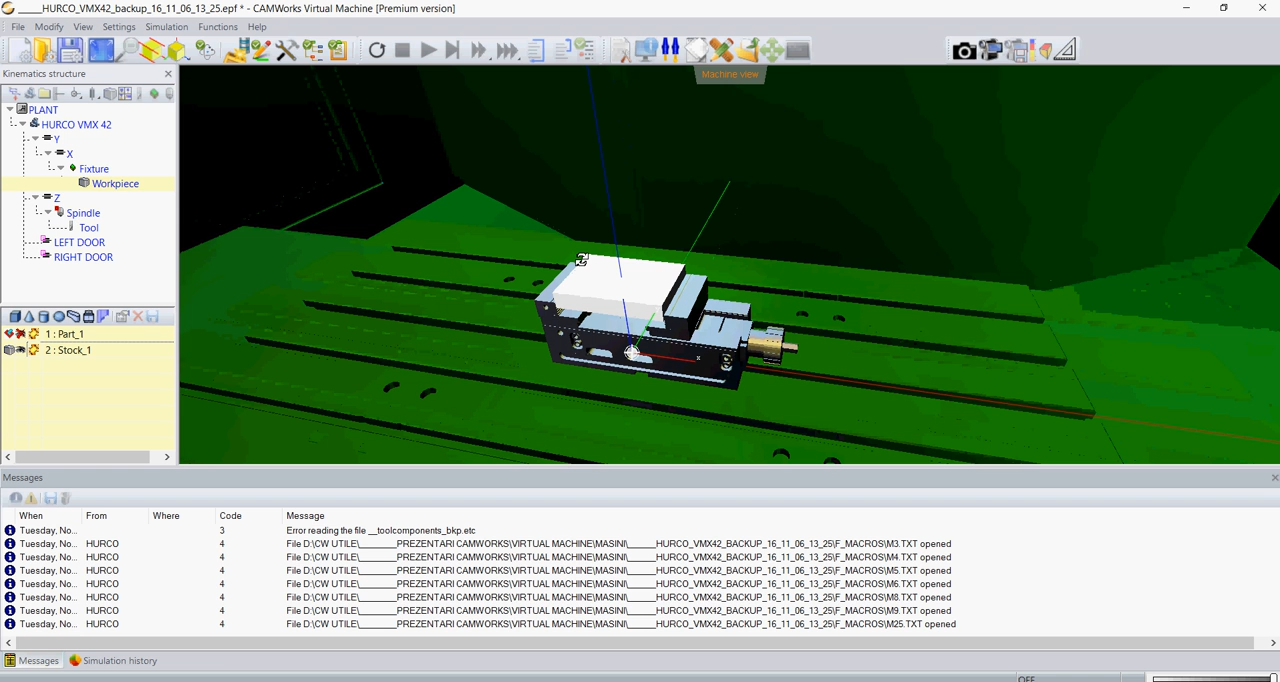 _____HURCO_VMX42_backup_16_11_06_13_25.epf * - CAMWorks Virtual Machine [Premium version]
File Modify View Settings Simulation Functions Help
Kinematics structure
Machine view
PLANT
HURCO VMX 42
Y
X
Fixture
Workpiece
Z
Spindle
Tool
LEFT DOOR
RIGHT DOOR
1 : Part_1
2 : Stock_1
x
Messages
When From Where Code Message
Tuesday, No... 3 Error reading the file __toolcomponents_bkp.etc
Tuesday, No... HURCO 4 File D:\CW UTILE\________PREZENTARI CAMWORKS\VIRTUAL MACHINE\MASINI\_____HURCO_VMX42_BACKUP_16_11_06_13_25\F_MACROS\M3.TXT opened
Tuesday, No... HURCO 4 File D:\CW UTILE\________PREZENTARI CAMWORKS\VIRTUAL MACHINE\MASINI\_____HURCO_VMX42_BACKUP_16_11_06_13_25\F_MACROS\M4.TXT opened
Tuesday, No... HURCO 4 File D:\CW UTILE\________PREZENTARI CAMWORKS\VIRTUAL MACHINE\MASINI\_____HURCO_VMX42_BACKUP_16_11_06_13_25\F_MACROS\M5.TXT opened
Tuesday, No... HURCO 4 File D:\CW UTILE\________PREZENTARI CAMWORKS\VIRTUAL MACHINE\MASINI\_____HURCO_VMX42_BACKUP_16_11_06_13_25\F_MACROS\M6.TXT opened
Tuesday, No... HURCO 4 File D:\CW UTILE\________PREZENTARI CAMWORKS\VIRTUAL MACHINE\MASINI\_____HURCO_VMX42_BACKUP_16_11_06_13_25\F_MACROS\M8.TXT opened
Tuesday, No... HURCO 4 File D:\CW UTILE\________PREZENTARI CAMWORKS\VIRTUAL MACHINE\MASINI\_____HURCO_VMX42_BACKUP_16_11_06_13_25\F_MACROS\M9.TXT opened
Tuesday, No... HURCO 4 File D:\CW UTILE\________PREZENTARI CAMWORKS\VIRTUAL MACHINE\MASINI\_____HURCO_VMX42_BACKUP_16_11_06_13_25\F_MACROS\M25.TXT opened
Messages Simulation history
OFF